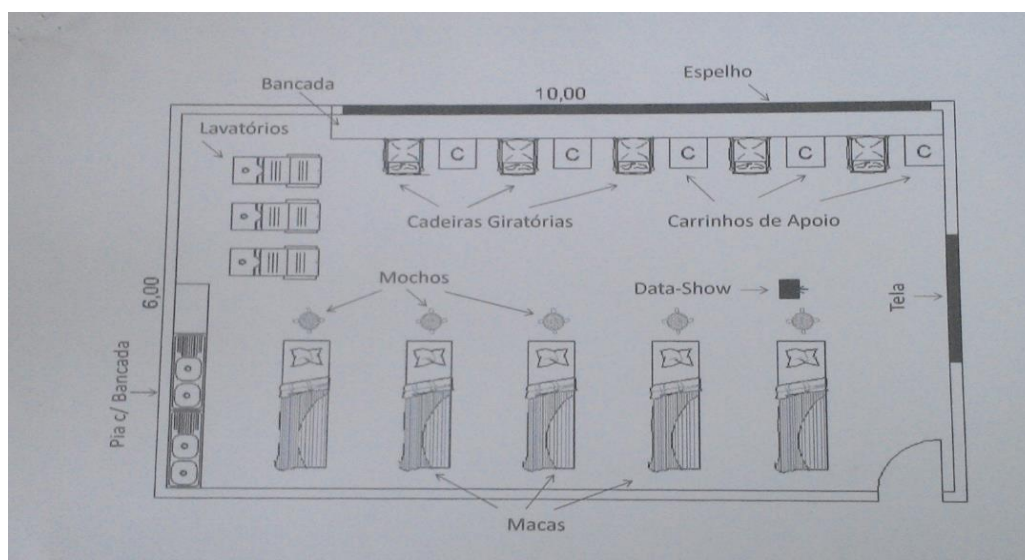 Espelho
Bancada
10,00
Lavatórios
C
C
C
C
C
Cadeiras Giratórias
Carrinhos de Apoio
Mochos
Data-Show
Tela
6,00
Pia c/ Bancada
Macas